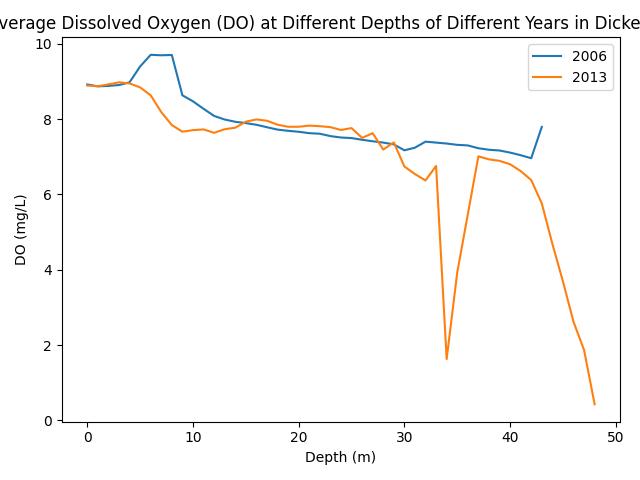 verage Dissolved Oxygen (DO) at Different Depths of Different Years in Dicke
10
8
6
4
2
0
DO (mg/L)
2006
2013
0 10 20 30 40 50
Depth (m)